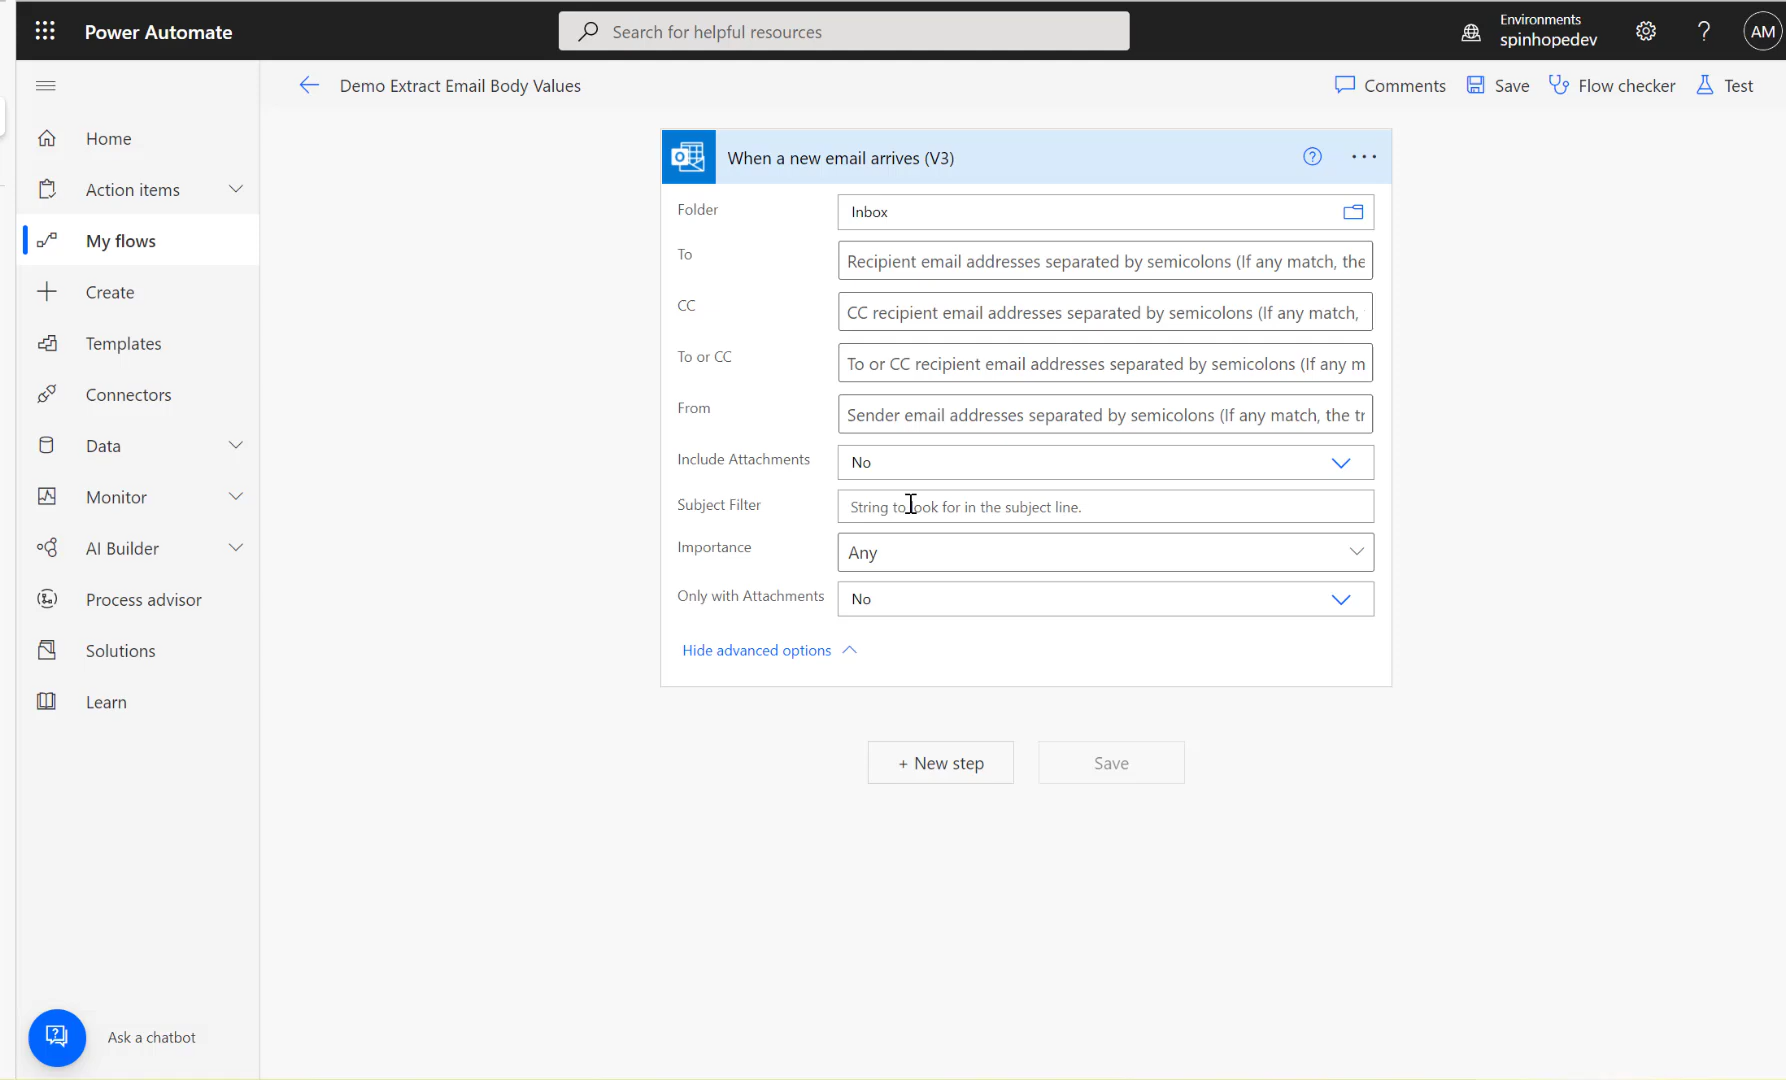 Power Automate
Search for helpful resources
Environments
spinhopedev
?
AM
Demo Extract Email Body Values
Comments
Save
Flow checker
Test
Home
Action items
My flows
Create
Templates
Connectors
Data
Monitor
AI Builder
Process advisor
Solutions
Learn
Ask a chatbot
When a new email arrives (V3)
?
Folder
Inbox
To
Recipient email addresses separated by semicolons (If any match, the
CC
CC recipient email addresses separated by semicolons (If any match,
To or CC
To or CC recipient email addresses separated by semicolons (If any m
From
Sender email addresses separated by semicolons (If any match, the tr
Include Attachments
No
Subject Filter
String to look for in the subject line.
Importance
Any
Only with Attachments
No
Hide advanced options
+ New step
Save